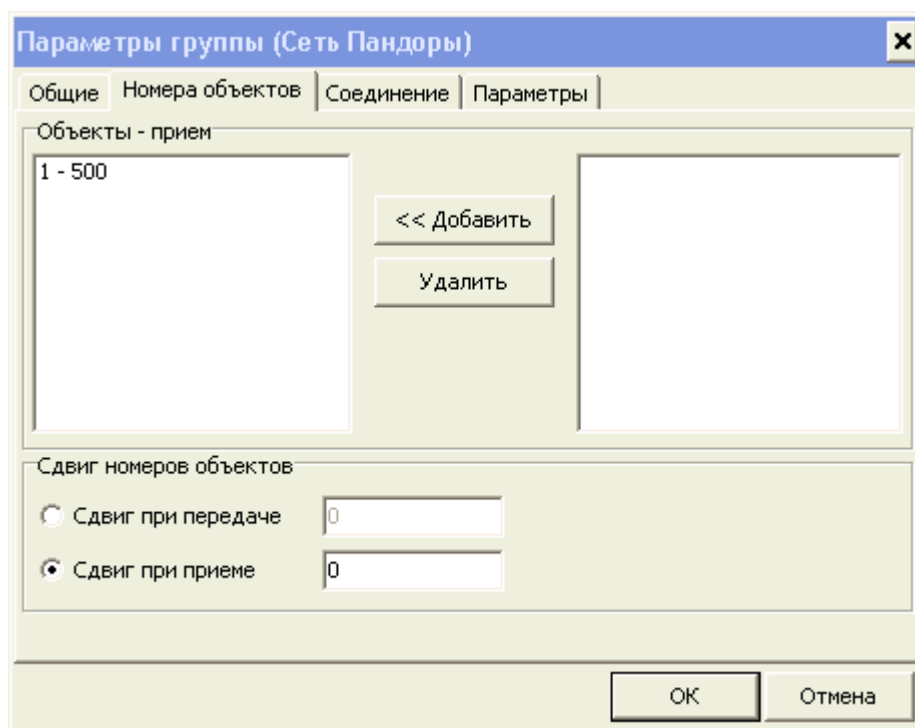 Параметры группы (Сеть Пандоры)
Общие Номера объектов Соединение Параметры
Объекты - прием
1 - 500
<< Добавить
Удалить
Сдвиг номеров объектов
Сдвиг при передаче 0
Сдвиг при приеме 0
ОК Отмена